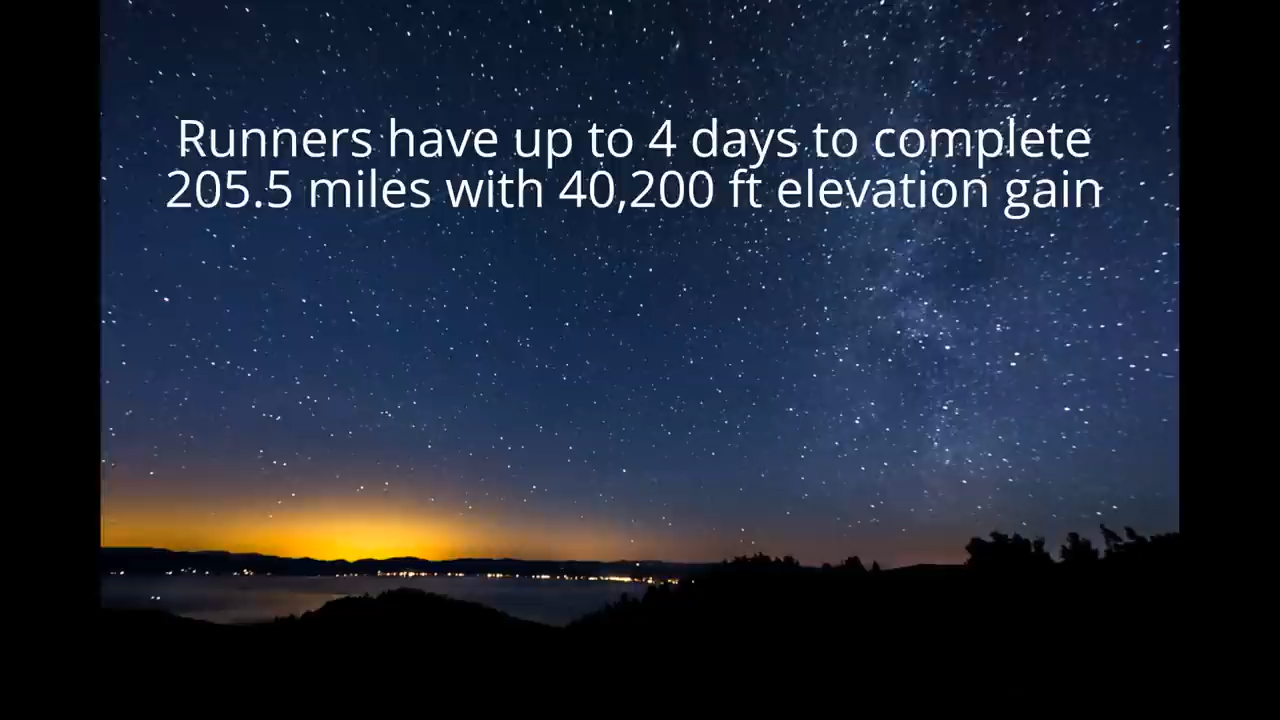 Runners have up to 4 days to complete
205.5 miles with 40,200 ft elevation gain